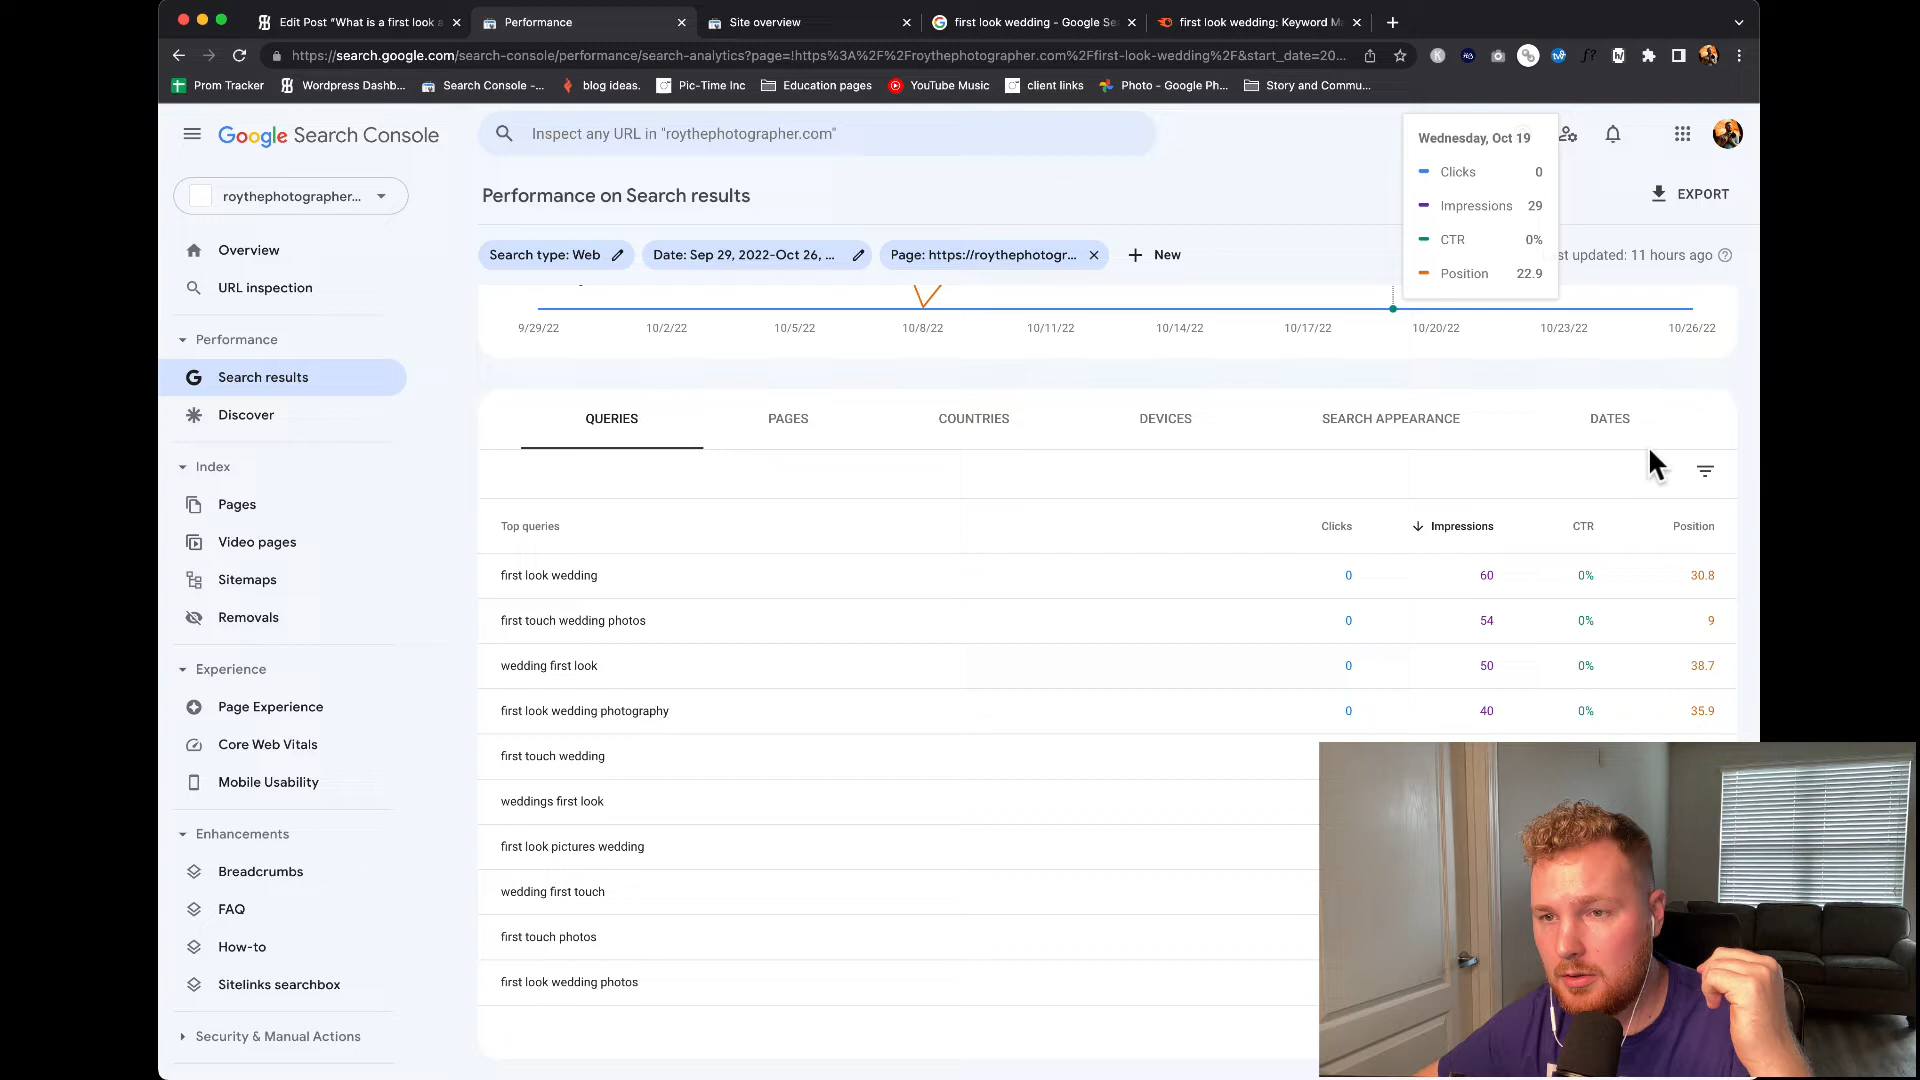 Edit Post "What is a first look a
Performance
Site overview
first look wedding - Google Se
first look wedding: Keyword Ma
https://search.google.com/search-console/performance/search-analytics?page=!https%3A%2F%2Froythephotographer.com%2Ffirst-look-wedding%2F&start_date=20...
Prom Tracker
Wordpress Dashb...
Search Console -...
blog ideas.
Pic-Time Inc
Education pages
YouTube Music
client links
Photo - Google Ph...
Story and Commu...
Google Search Console
Inspect any URL in "roythephotographer.com"
Wednesday, Oct 19
Clicks 0
Impressions 29
CTR 0%
Position 22.9
roythephotographer...
Performance on Search results
EXPORT
Search type: Web
Date: Sep 29, 2022-Oct 26, ...
Page: https://roythephotogr...
New
st updated: 11 hours ago
9/29/22 10/2/22 10/5/22 10/8/22 10/11/22 10/14/22 10/17/22 10/20/22 10/23/22 10/26/22
Overview
URL inspection
Performance
Search results
Discover
Index
Pages
Video pages
Sitemaps
Removals
Experience
Page Experience
Core Web Vitals
Mobile Usability
Enhancements
Breadcrumbs
FAQ
How-to
Sitelinks searchbox
Security & Manual Actions
QUERIES PAGES COUNTRIES DEVICES SEARCH APPEARANCE DATES
Top queries Clicks Impressions CTR Position
first look wedding 0 60 0% 30.8
first touch wedding photos 0 54 0% 9
wedding first look 0 50 0% 38.7
first look wedding photography 0 40 0% 35.9
first touch wedding
weddings first look
first look pictures wedding
wedding first touch
first touch photos
first look wedding photos